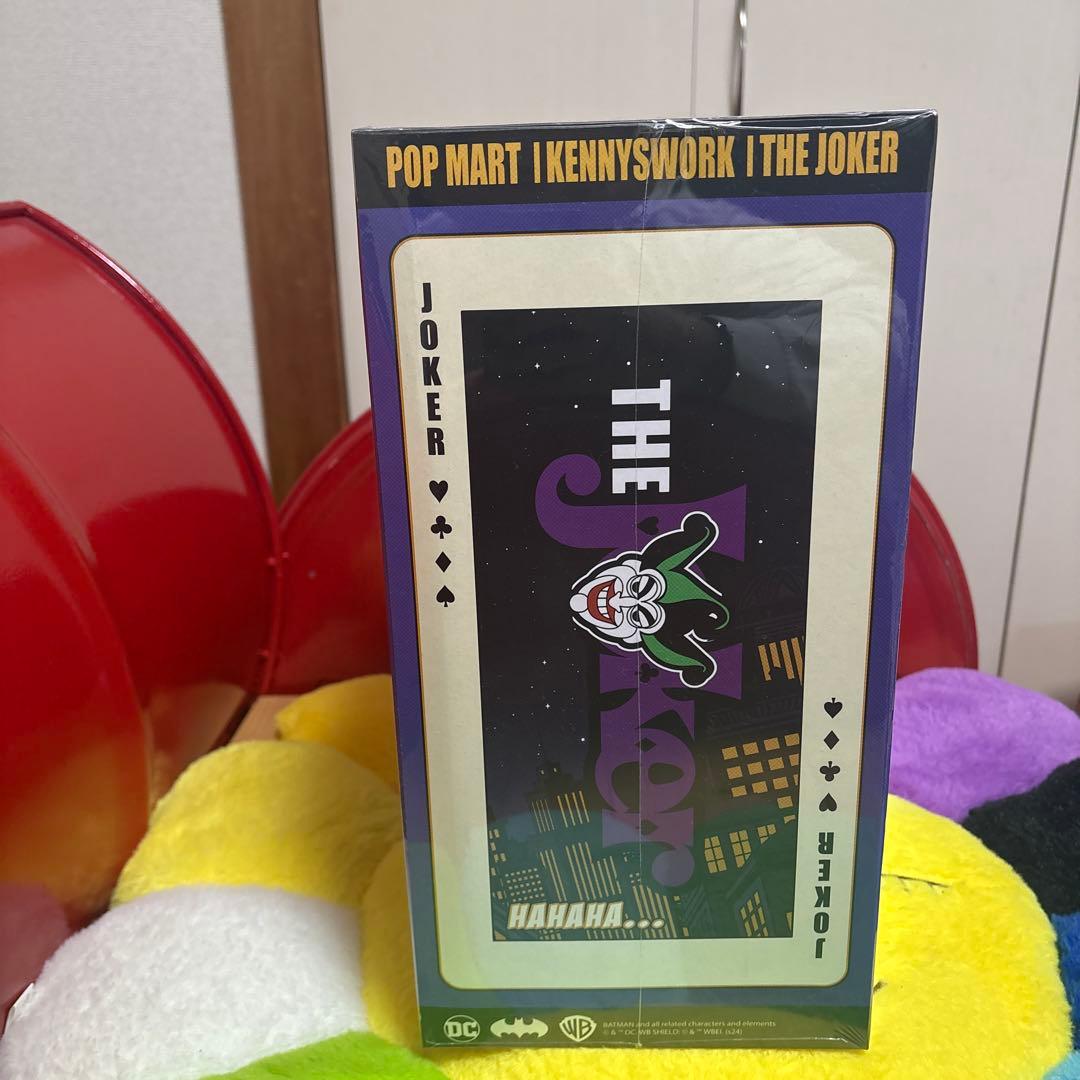 POP MART | KENNYSWORK | THE JOKER
JOKER
THE
Joker
HAHAHA...
JOKER
DC
WB
BATMAN and all related characters and elements
© & ™ DC. WB SHIELD: © & ™ WBEI. (s24)